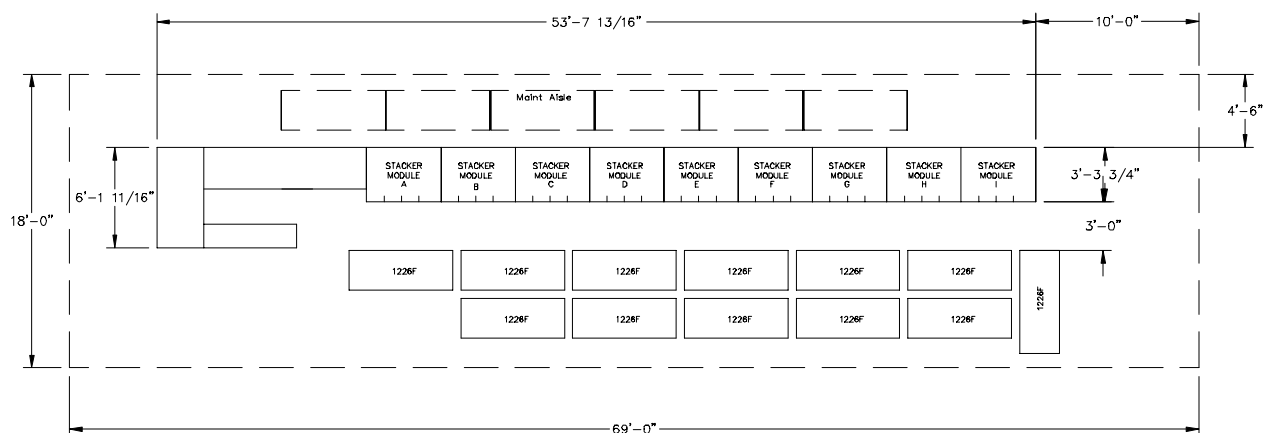 53'-7 13/16"
10'-0"
Maint Aisle
4'-6"
STACKER
MODULE
A
STACKER
MODULE
B
STACKER
MODULE
C
STACKER
MODULE
D
STACKER
MODULE
E
STACKER
MODULE
F
STACKER
MODULE
G
STACKER
MODULE
H
STACKER
MODULE
I
3'-3 3/4"
6'-1 11/16"
18'-0"
3'-0"
1226F
1226F
1226F
1226F
1226F
1226F
1226F
1226F
1226F
1226F
1226F
1226F
69'-0"